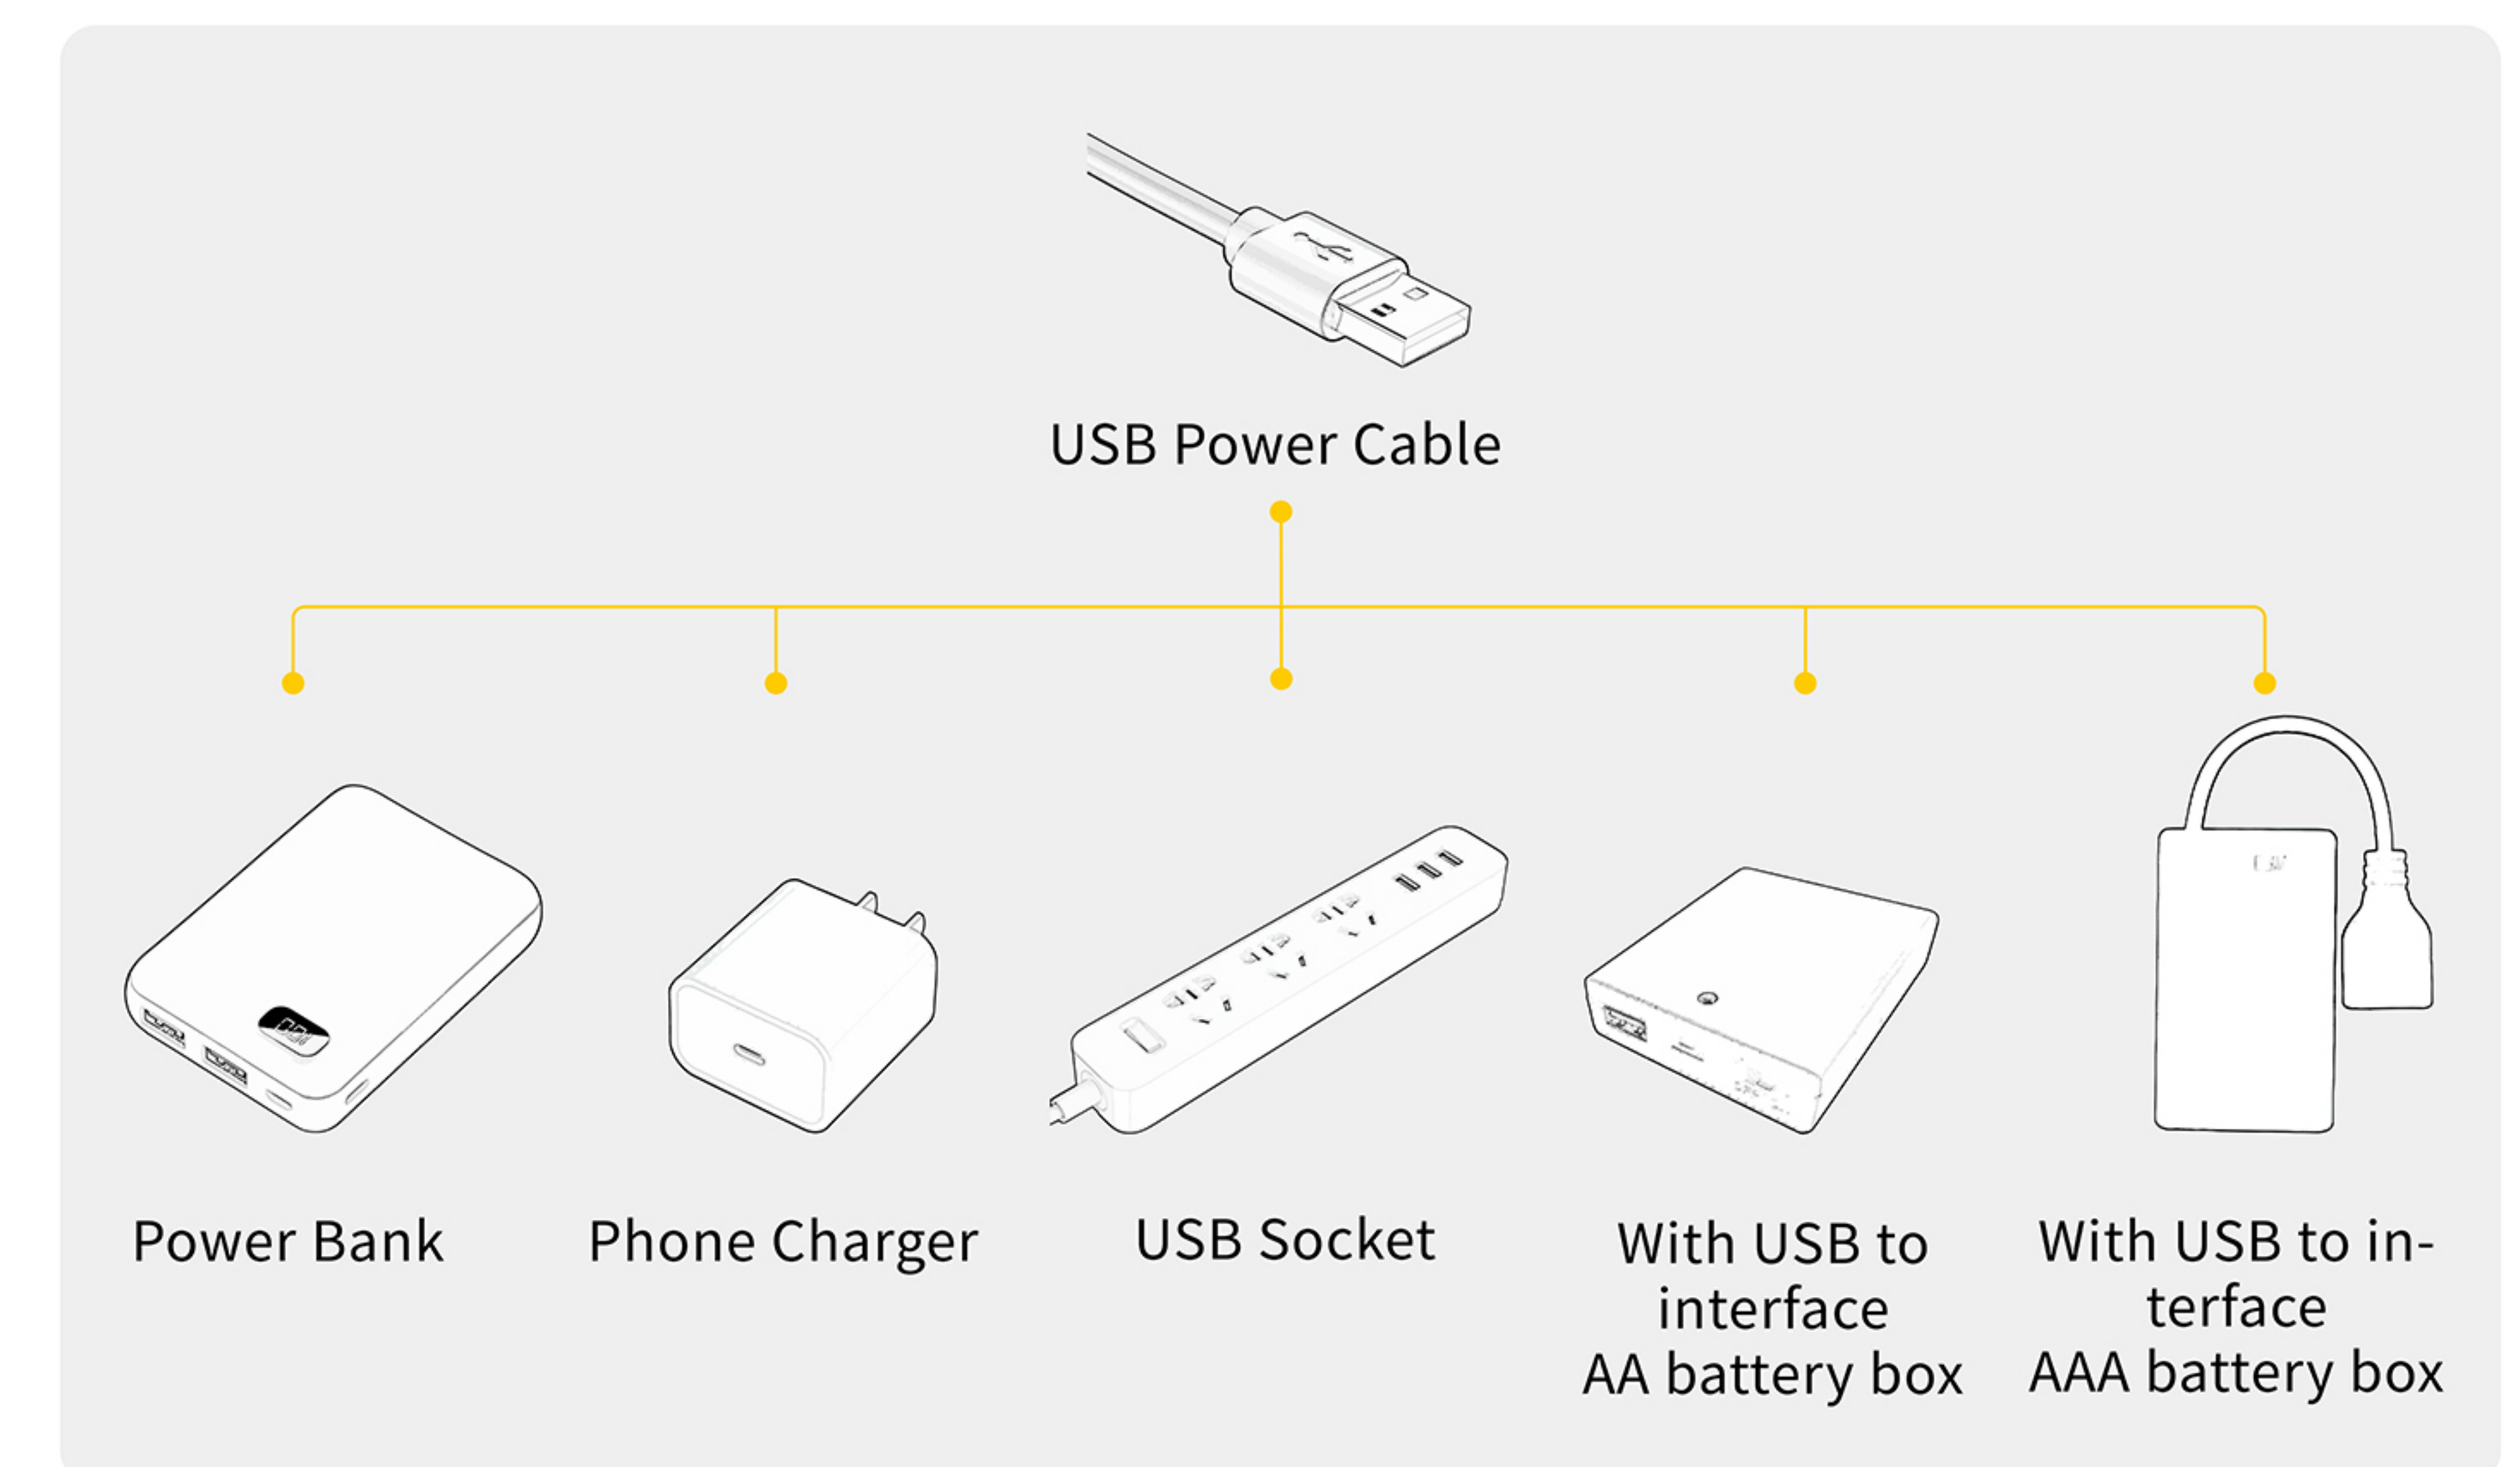 USB Power Cable
Power Bank
Phone Charger
USB Socket
With USB to
interface
AA battery box
With USB to in-
terface
AAA battery box